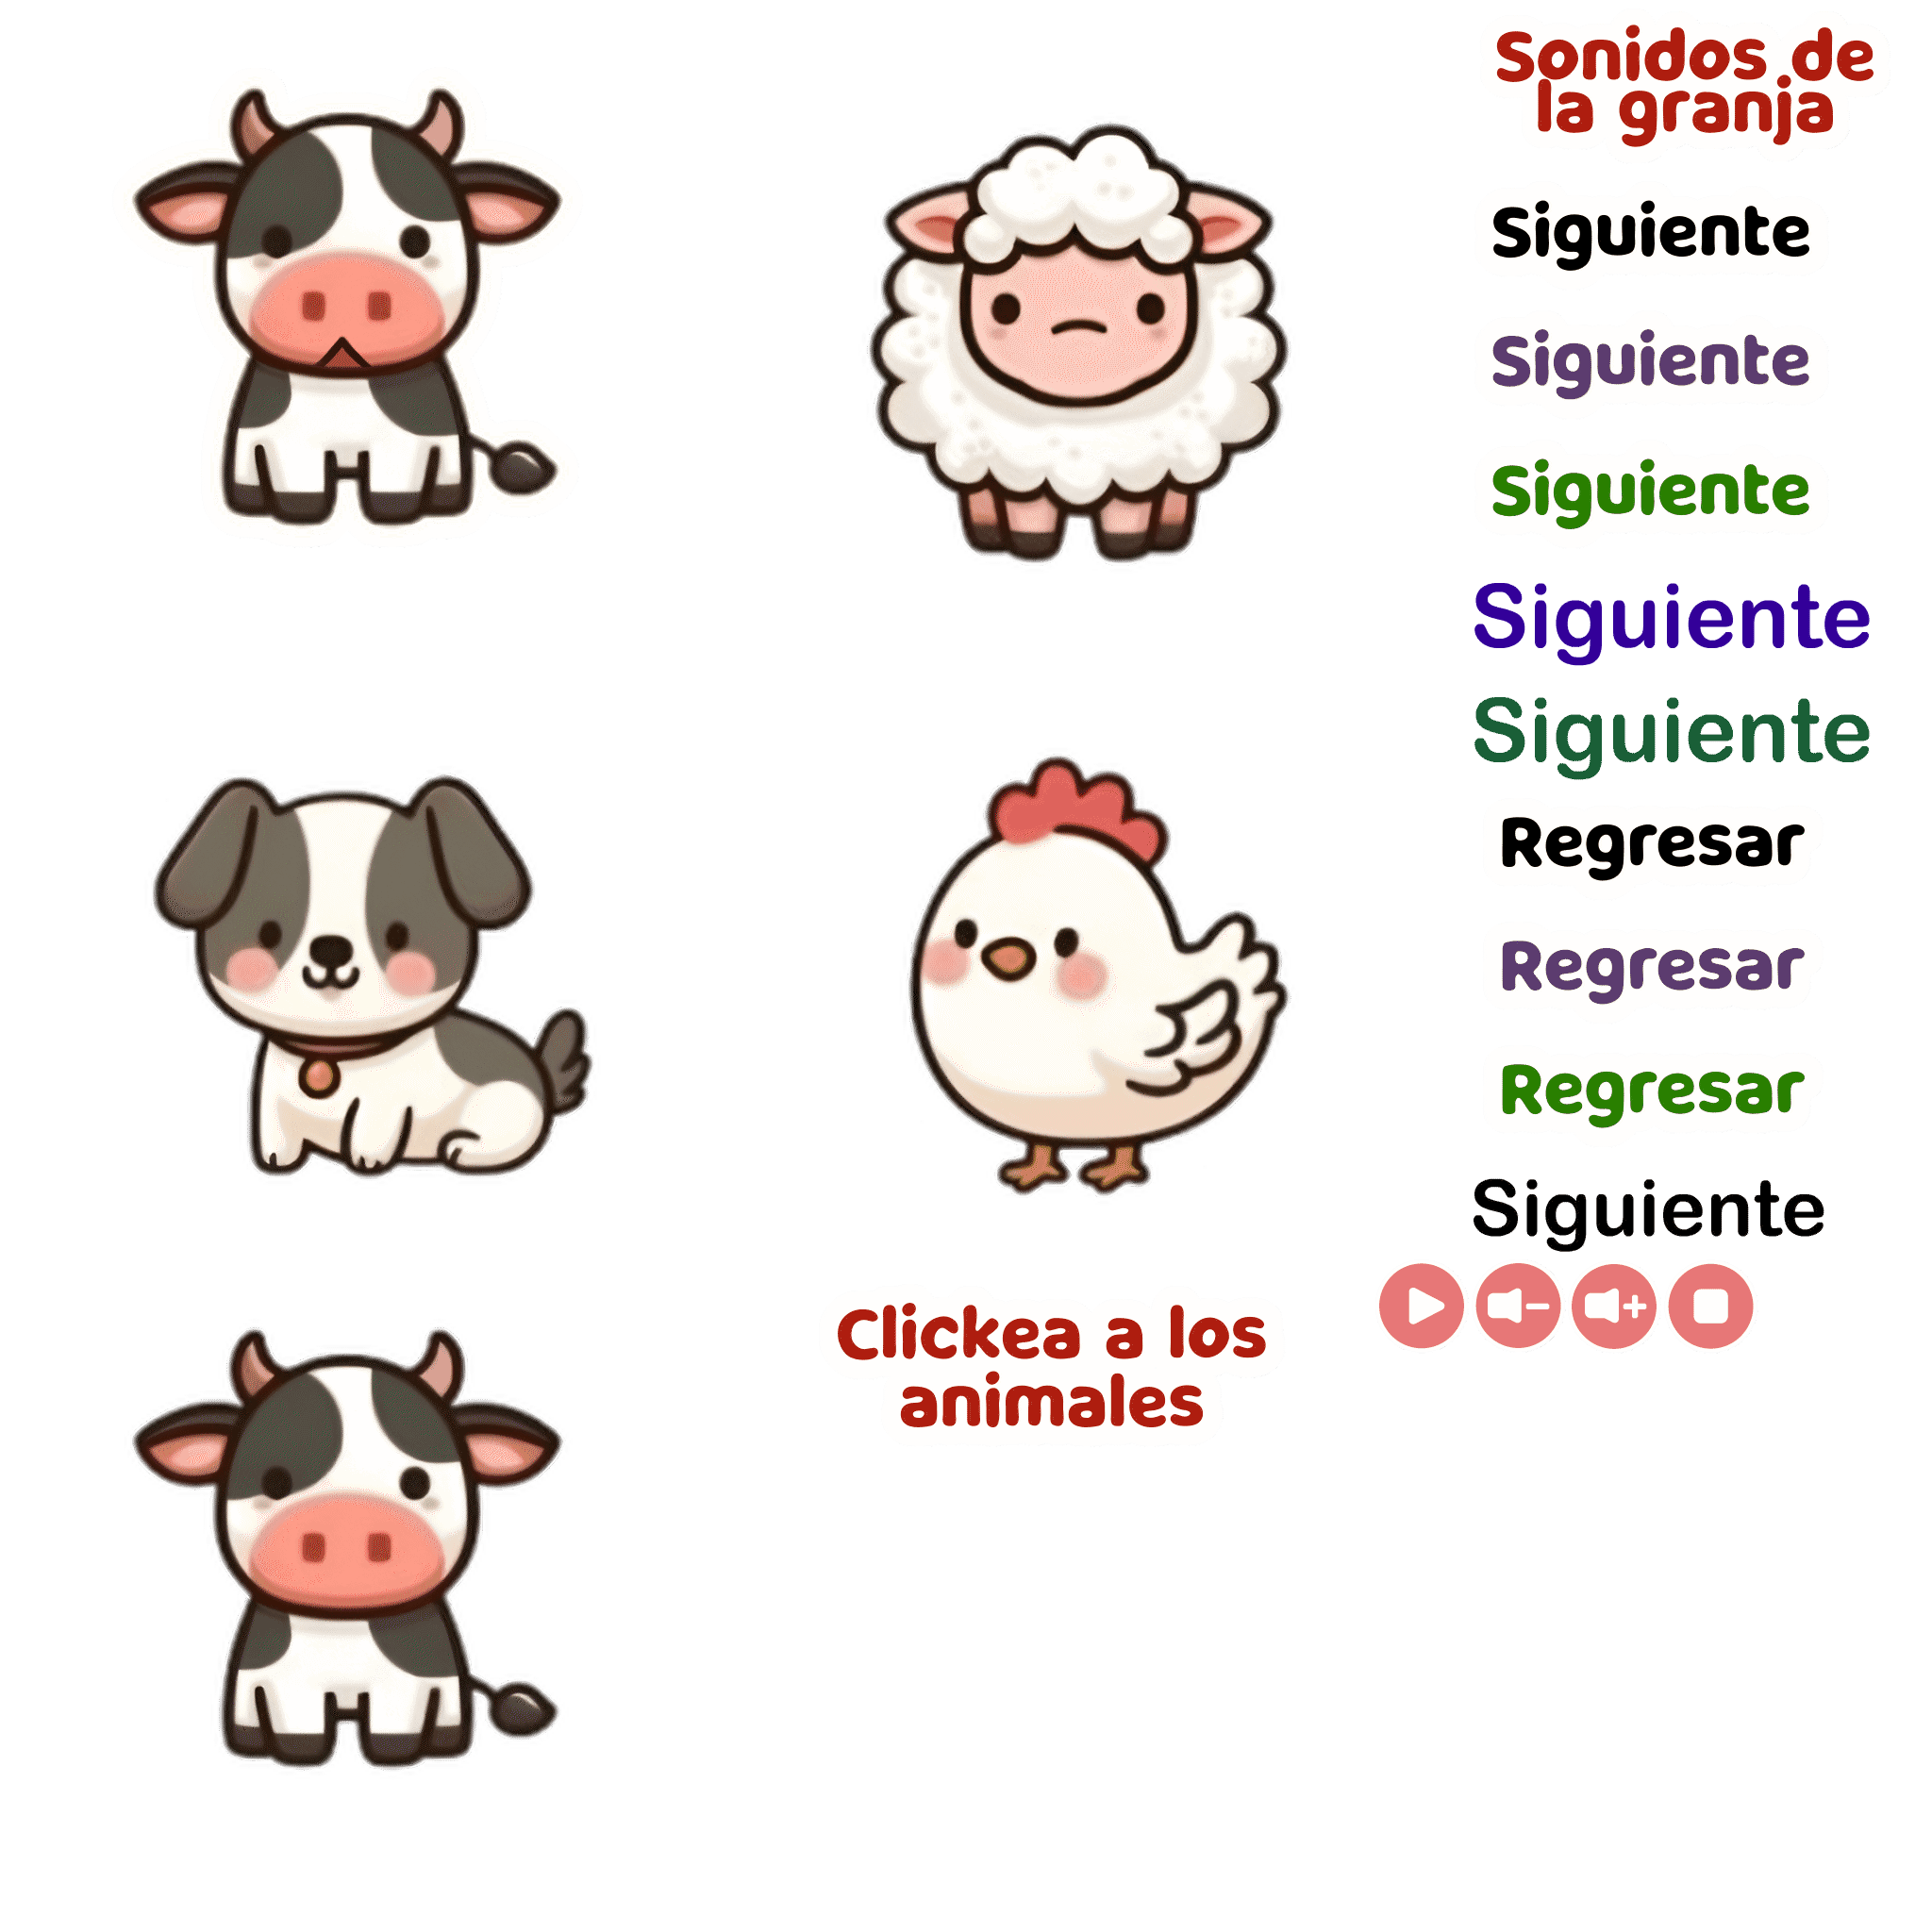 Sonidos de
la granja
Siguiente
Siguiente
Siguiente
Siguiente
Siguiente
Regresar
Regresar
Regresar
Siguiente
Clickea a los
animales